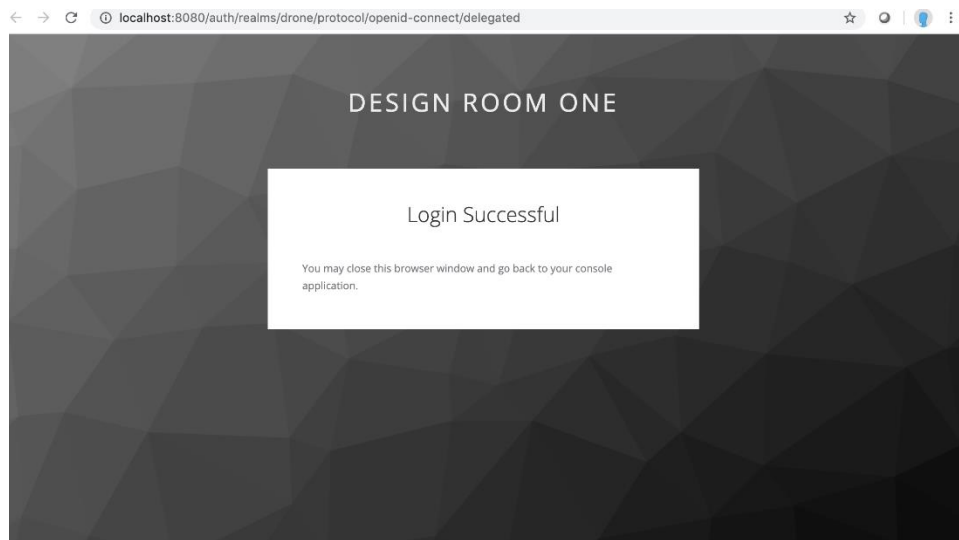 localhost:8080/auth/realms/drone/protocol/openid-connect/delegated
DESIGN ROOM ONE
Login Successful
You may close this browser window and go back to your console
application.